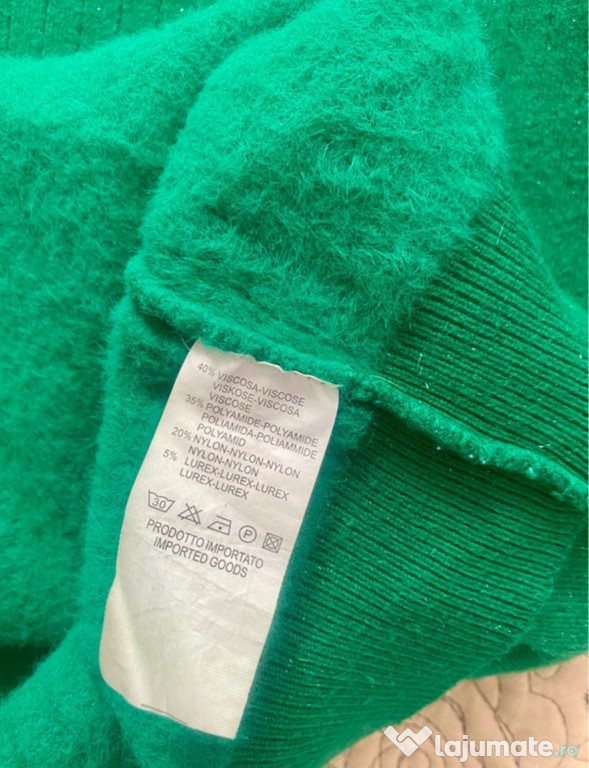 40% VISCOSA-VISCOSE
VISKOSE-VISCOSA
VISCOSE
35% POLYAMIDE-POLYAMIDE
POLIAMIDA-POLIAMMIDE
POLYAMID
20% NYLON-NYLON-NYLON
NYLON-NYLON
5% LUREX-LUREX-LUREX
LUREX-LUREX
30 P
PRODOTTO IMPORTATO
IMPORTED GOODS
lajumate.ro